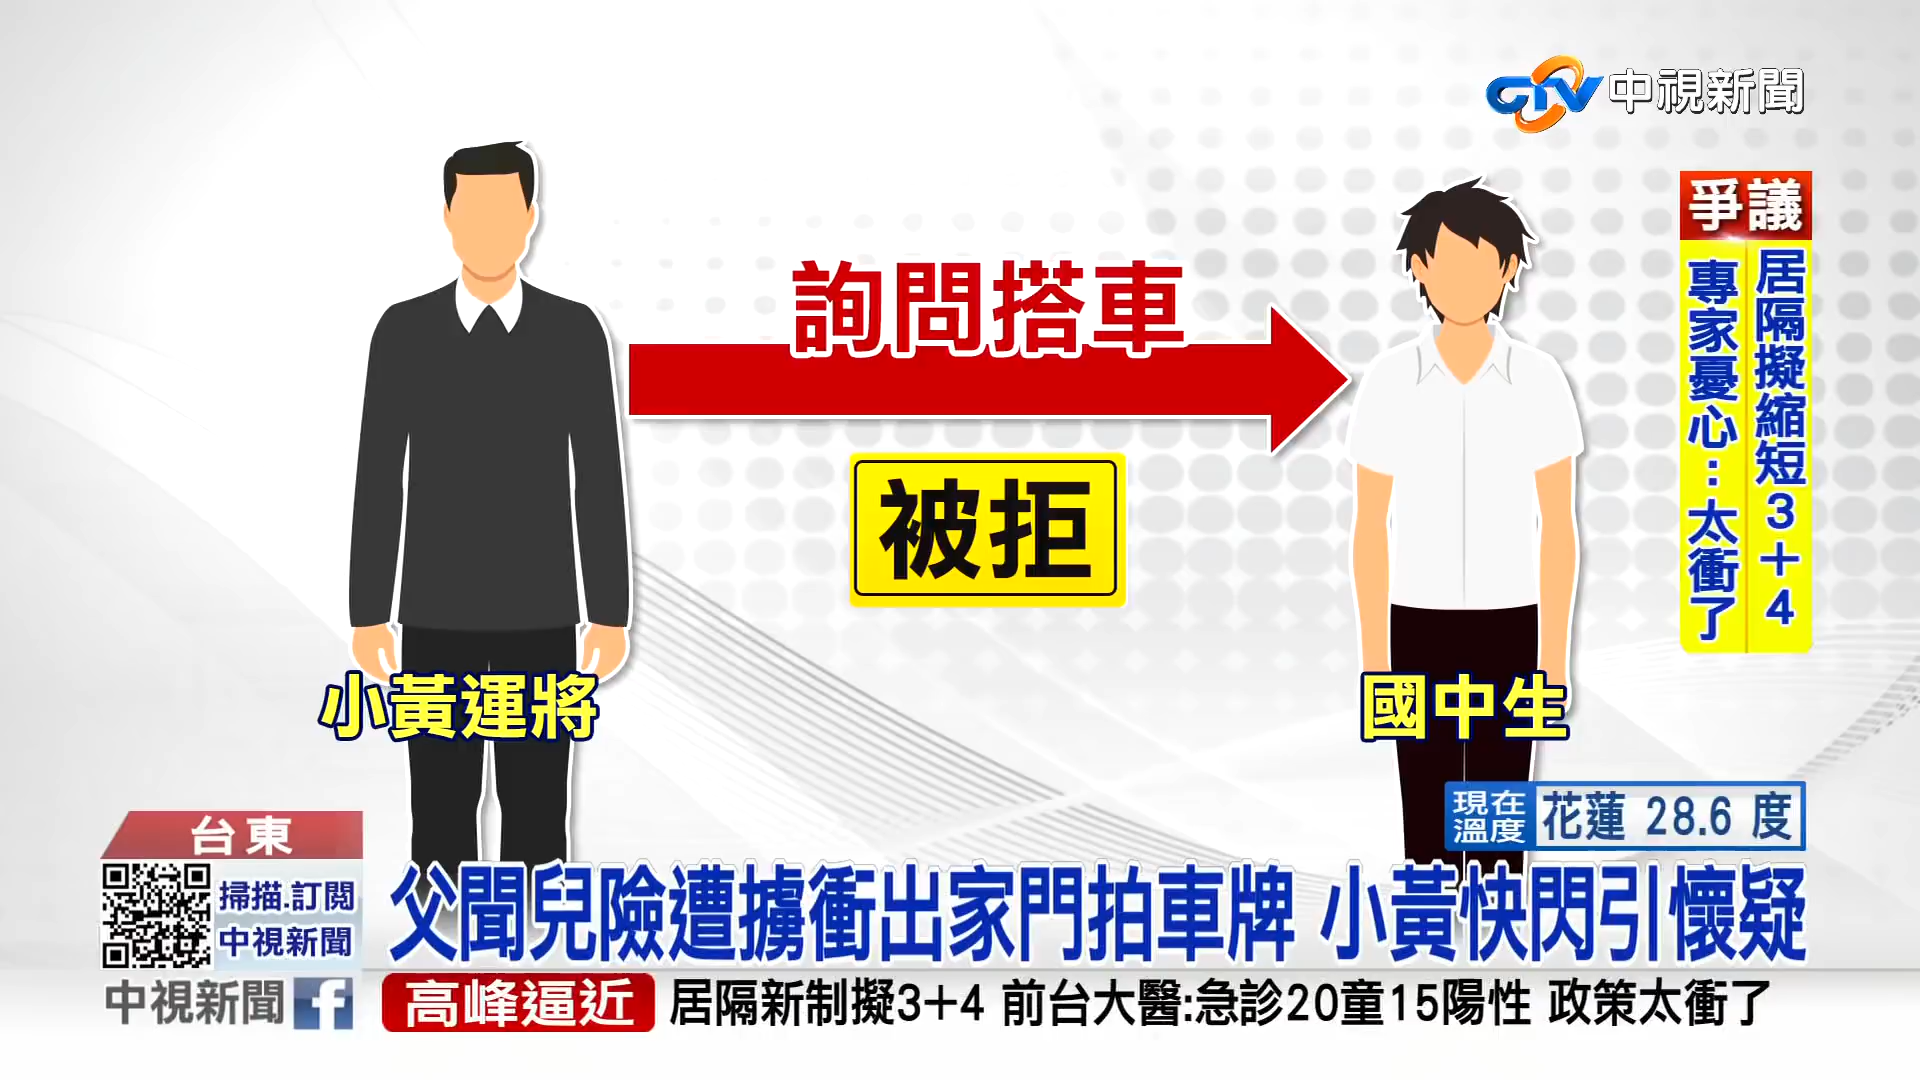 CTV 中視新聞
爭議
居隔擬縮短3+4
專家憂心:太衝了
詢問搭車
被拒
小黃運將
國中生
現在溫度
花蓮 28.6 度
台東
掃描.訂閱
中視新聞
父聞兒險遭擄衝出家門拍車牌 小黃快閃引懷疑
中視新聞 f
高峰逼近
居隔新制擬3+4 前台大醫:急診20童15陽性 政策太衝了